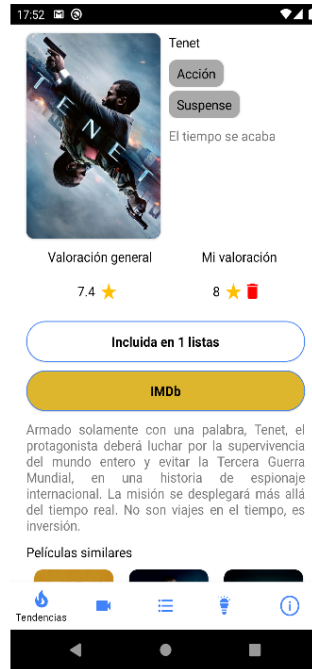 17:52
Tenet
TENET
Acción
Suspense
El tiempo se acaba
Valoración general
Mi valoración
7.4
8
Incluida en 1 listas
IMDb
Armado solamente con una palabra, Tenet, el
protagonista deberá luchar por la supervivencia
del mundo entero y evitar la Tercera Guerra
Mundial, en una historia de espionaje
internacional. La misión se desplegará más allá
del tiempo real. No son viajes en el tiempo, es
inversión.
Películas similares
Tendencias